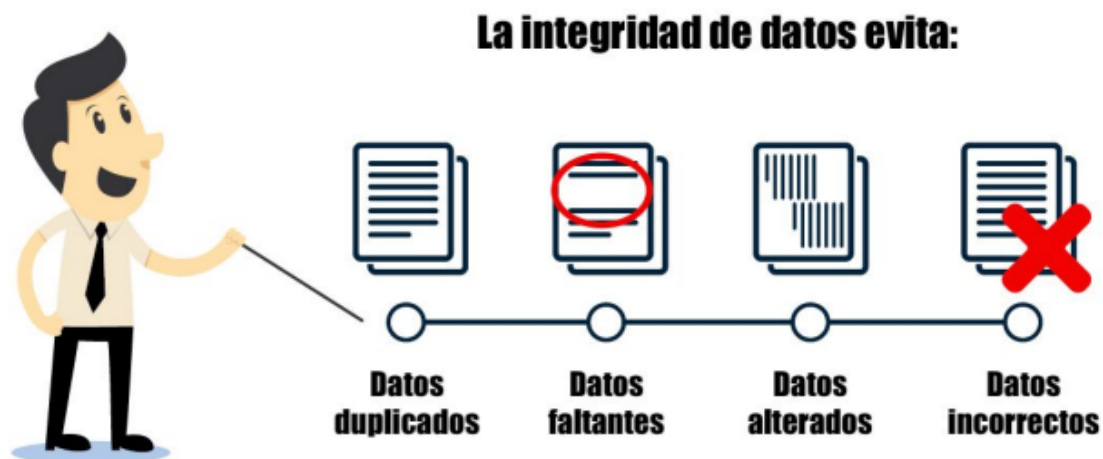 La integridad de datos evita:
Datos
duplicados
Datos
faltantes
Datos
alterados
Datos
incorrectos